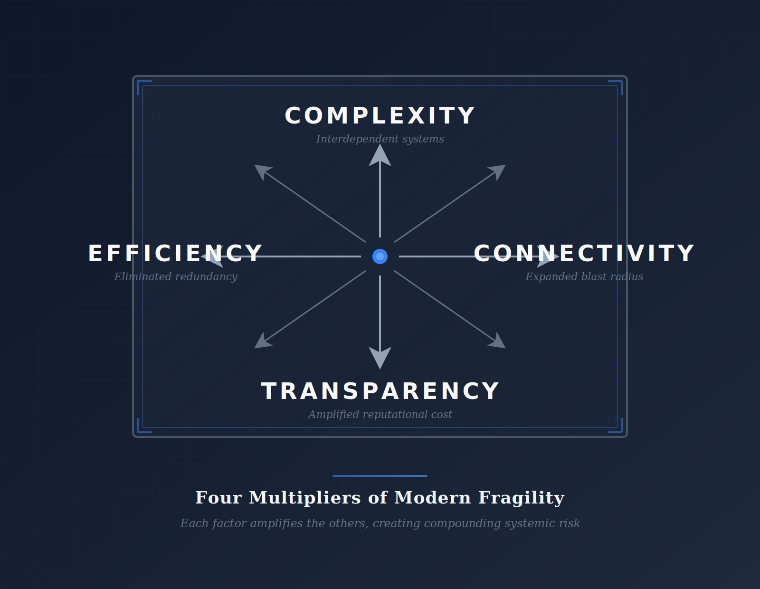 COMPLEXITY
Interdependent systems
EFFICIENCY
Eliminated redundancy
CONNECTIVITY
Expanded blast radius
TRANSPARENCY
Amplified reputational cost
Four Multipliers of Modern Fragility
Each factor amplifies the others, creating compounding systemic risk